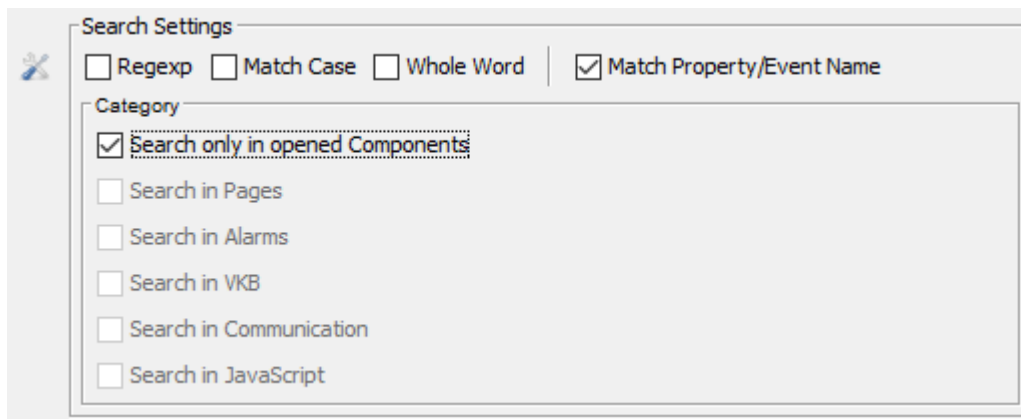 Search Settings
Regexp Match Case Whole Word Match Property/Event Name
Category
Search only in opened Components
Search in Pages
Search in Alarms
Search in VKB
Search in Communication
Search in JavaScript